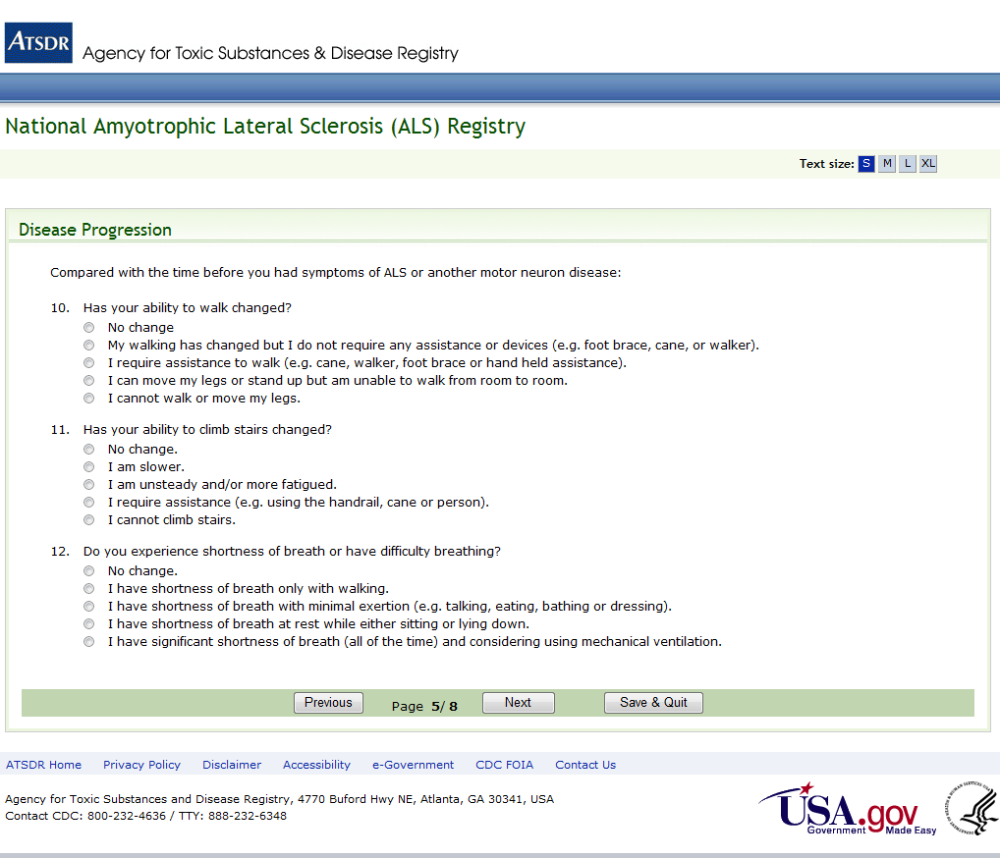 ATSDR
Agency for Toxic Substances & Disease Registry
National Amyotrophic Lateral Sclerosis (ALS) Registry
Text size: S M L XL
Disease Progression
Compared with the time before you had symptoms of ALS or another motor neuron disease:
10. Has your ability to walk changed?
No change
My walking has changed but I do not require any assistance or devices (e.g. foot brace, cane, or walker).
I require assistance to walk (e.g. cane, walker, foot brace or hand held assistance).
I can move my legs or stand up but am unable to walk from room to room.
I cannot walk or move my legs.
11. Has your ability to climb stairs changed?
No change.
I am slower.
I am unsteady and/or more fatigued.
I require assistance (e.g. using the handrail, cane or person).
I cannot climb stairs.
12. Do you experience shortness of breath or have difficulty breathing?
No change.
I have shortness of breath only with walking.
I have shortness of breath with minimal exertion (e.g. talking, eating, bathing or dressing).
I have shortness of breath at rest while either sitting or lying down.
I have significant shortness of breath (all of the time) and considering using mechanical ventilation.
Previous Page 5/ 8 Next Save & Quit
ATSDR Home Privacy Policy Disclaimer Accessibility e-Government CDC FOIA Contact Us
Agency for Toxic Substances and Disease Registry, 4770 Buford Hwy NE, Atlanta, GA 30341, USA
Contact CDC: 800-232-4636 / TTY: 888-232-6348
USA.gov
Government Made Easy